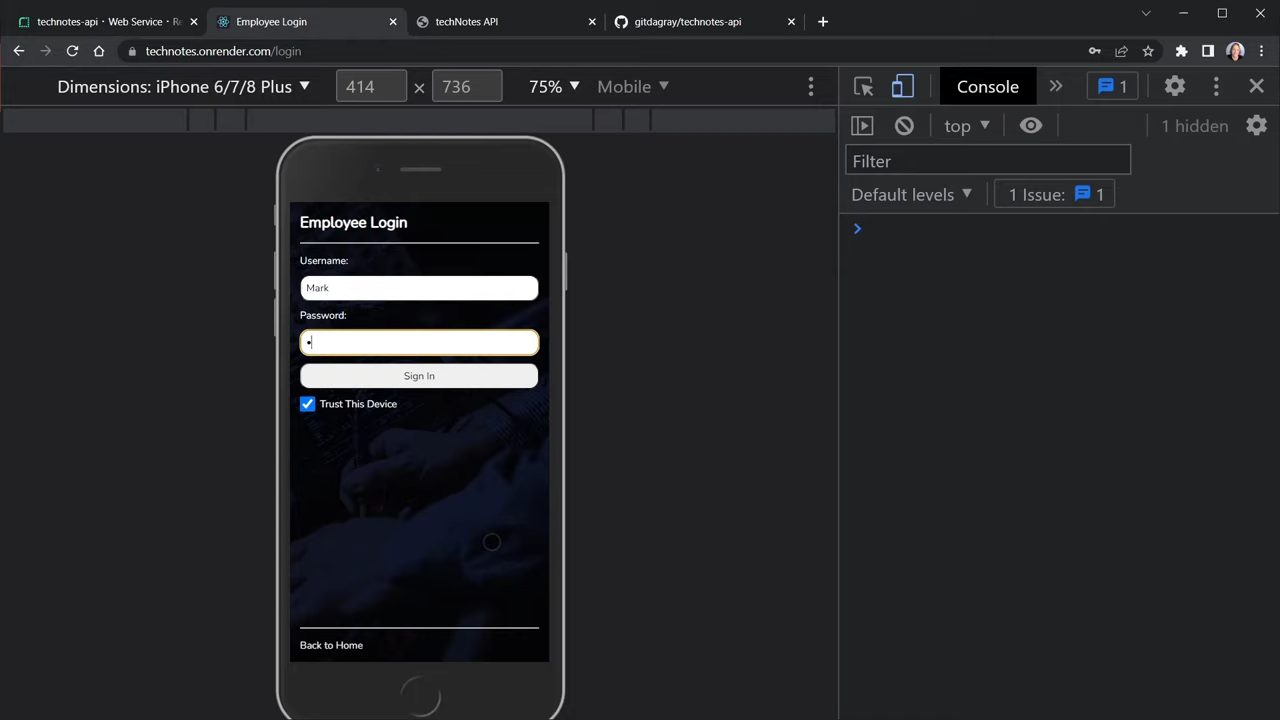 technotes-api · Web Service · Re
Employee Login
techNotes API
gitdagray/technotes-api
technotes.onrender.com/login
Dimensions: iPhone 6/7/8 Plus
414 × 736
75%
Mobile
Console
1
top
1 hidden
Filter
Default levels
1 Issue: 1
Employee Login
Username:
Mark
Password:
•
Sign In
Trust This Device
Back to Home